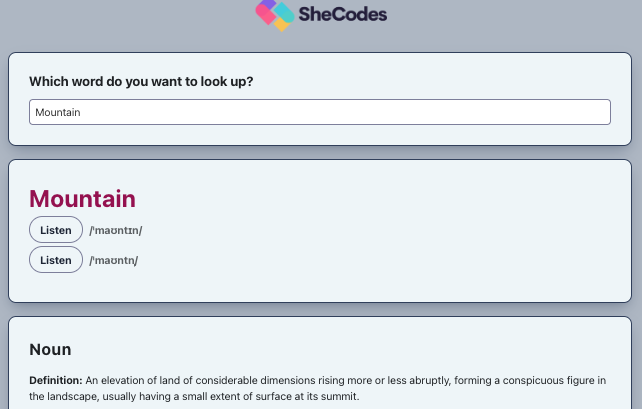 SheCodes
Which word do you want to look up?
Mountain
Mountain
Listen /ˈmaʊntɪn/
Listen /ˈmaʊntn/
Noun
Definition: An elevation of land of considerable dimensions rising more or less abruptly, forming a conspicuous figure in
the landscape, usually having a small extent of surface at its summit.